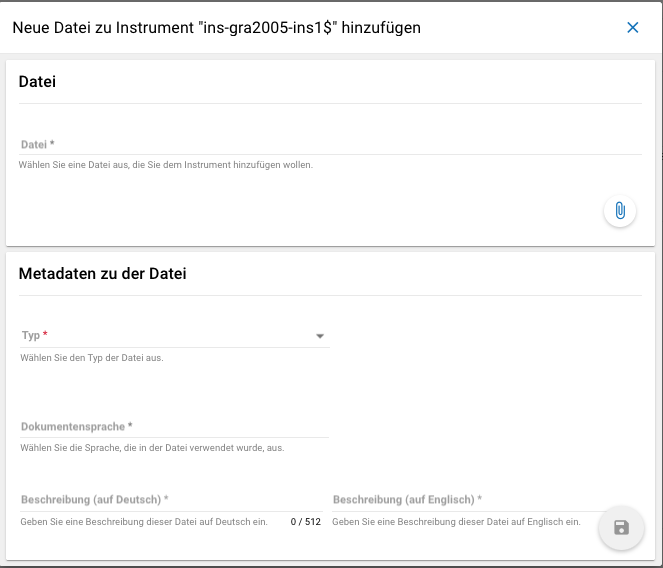 Neue Datei zu Instrument "ins-gra2005-ins1$" hinzufügen
Datei
Datei *
Wählen Sie eine Datei aus, die Sie dem Instrument hinzufügen wollen.
Metadaten zu der Datei
Typ *
Wählen Sie den Typ der Datei aus.
Dokumentensprache *
Wählen Sie die Sprache, die in der Datei verwendet wurde, aus.
Beschreibung (auf Deutsch) *
Geben Sie eine Beschreibung dieser Datei auf Deutsch ein. 0 / 512
Beschreibung (auf Englisch) *
Geben Sie eine Beschreibung dieser Datei auf Englisch ein.